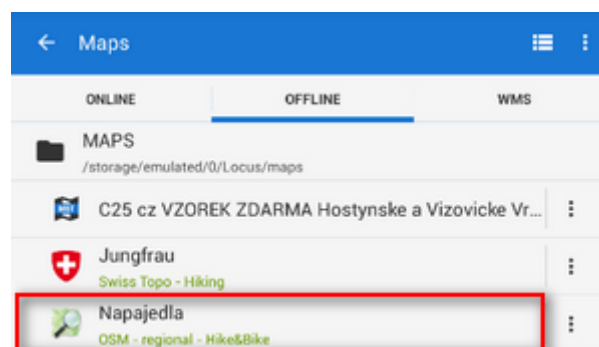 Maps
ONLINE OFFLINE WMS
MAPS
/storage/emulated/0/Locus/maps
C25 cz VZOREK ZDARMA Hostynske a Vizovicke Vr...
Jungfrau
Swiss Topo - Hiking
Napajedla
OSM - regional - Hike&Bike